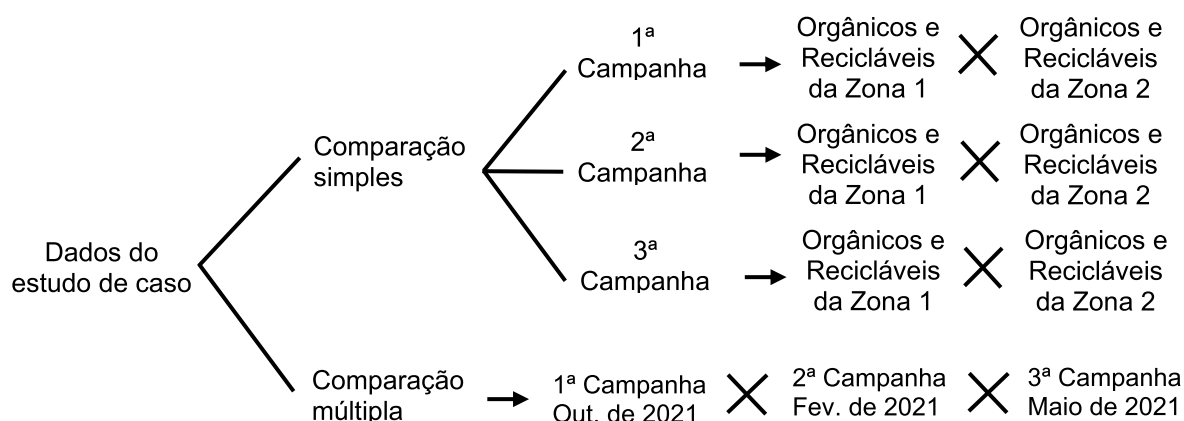 Dados do
estudo de caso
Comparação
simples
1ª
Campanha
Orgânicos e
Recicláveis
da Zona 1
Orgânicos e
Recicláveis
da Zona 2
2ª
Campanha
Orgânicos e
Recicláveis
da Zona 1
Orgânicos e
Recicláveis
da Zona 2
3ª
Campanha
Orgânicos e
Recicláveis
da Zona 1
Orgânicos e
Recicláveis
da Zona 2
Comparação
múltipla
1ª Campanha
Out. de 2021
2ª Campanha
Fev. de 2021
3ª Campanha
Maio de 2021